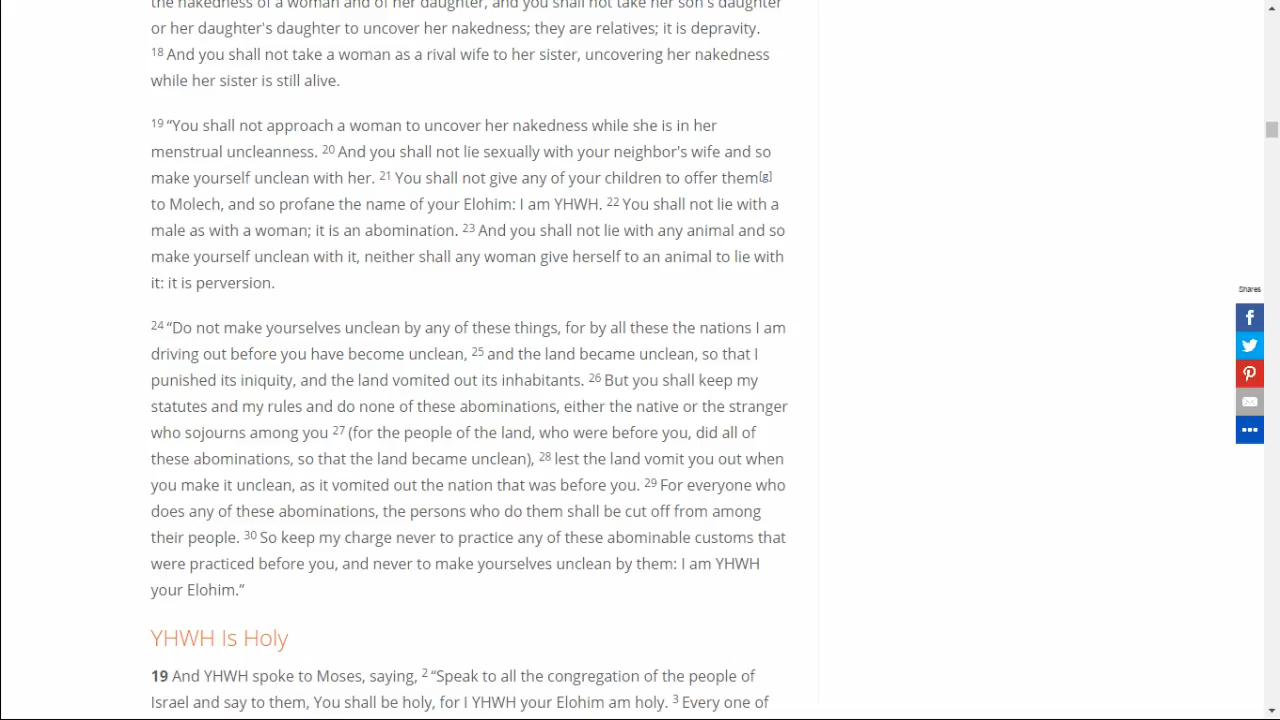 the nakedness of a woman and of her daughter, and you shall not take her son's daughter
or her daughter's daughter to uncover her nakedness; they are relatives; it is depravity.
18 And you shall not take a woman as a rival wife to her sister, uncovering her nakedness
while her sister is still alive.
19 “You shall not approach a woman to uncover her nakedness while she is in her
menstrual uncleanness. 20 And you shall not lie sexually with your neighbor's wife and so
make yourself unclean with her. 21 You shall not give any of your children to offer them[g]
to Molech, and so profane the name of your Elohim: I am YHWH. 22 You shall not lie with a
male as with a woman; it is an abomination. 23 And you shall not lie with any animal and so
make yourself unclean with it, neither shall any woman give herself to an animal to lie with
it: it is perversion.
24 “Do not make yourselves unclean by any of these things, for by all these the nations I am
driving out before you have become unclean, 25 and the land became unclean, so that I
punished its iniquity, and the land vomited out its inhabitants. 26 But you shall keep my
statutes and my rules and do none of these abominations, either the native or the stranger
who sojourns among you 27 (for the people of the land, who were before you, did all of
these abominations, so that the land became unclean), 28 lest the land vomit you out when
you make it unclean, as it vomited out the nation that was before you. 29 For everyone who
does any of these abominations, the persons who do them shall be cut off from among
their people. 30 So keep my charge never to practice any of these abominable customs that
were practiced before you, and never to make yourselves unclean by them: I am YHWH
your Elohim.”
YHWH Is Holy
19 And YHWH spoke to Moses, saying, 2 “Speak to all the congregation of the people of
Israel and say to them, You shall be holy, for I YHWH your Elohim am holy. 3 Every one of
Shares